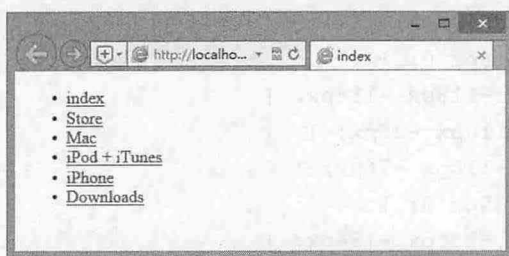 http://localho...
index
• index
• Store
• Mac
• iPod + iTunes
• iPhone
• Downloads